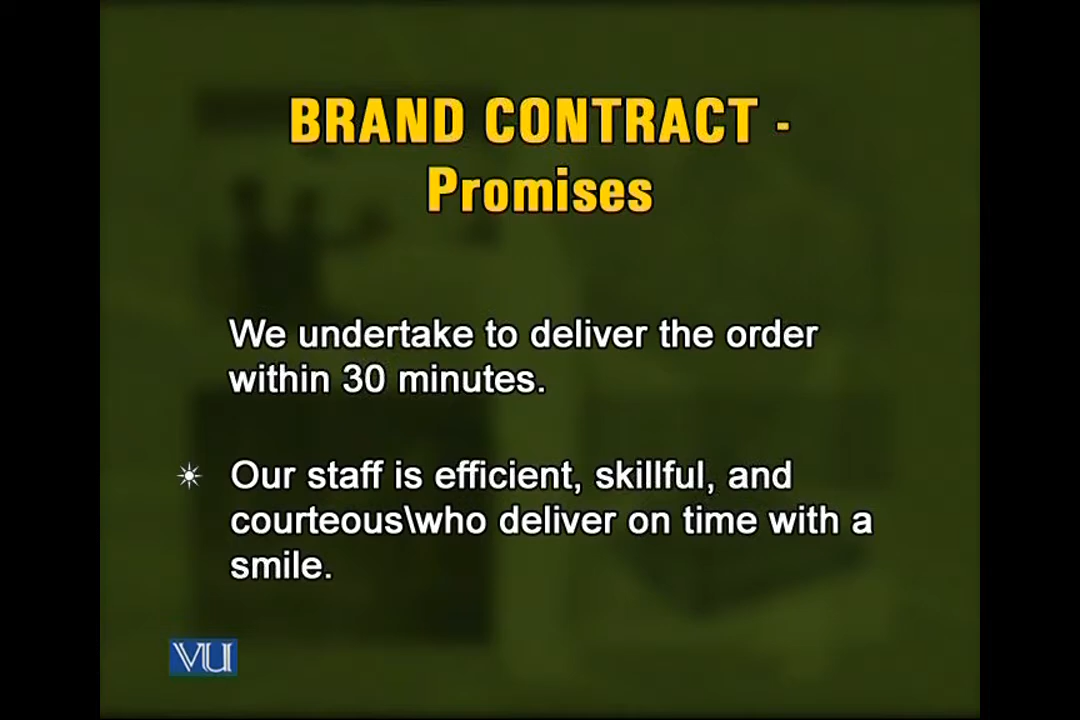 BRAND CONTRACT -
Promises
We undertake to deliver the order
within 30 minutes.
Our staff is efficient, skillful, and
courteous\who deliver on time with a
smile.
VU